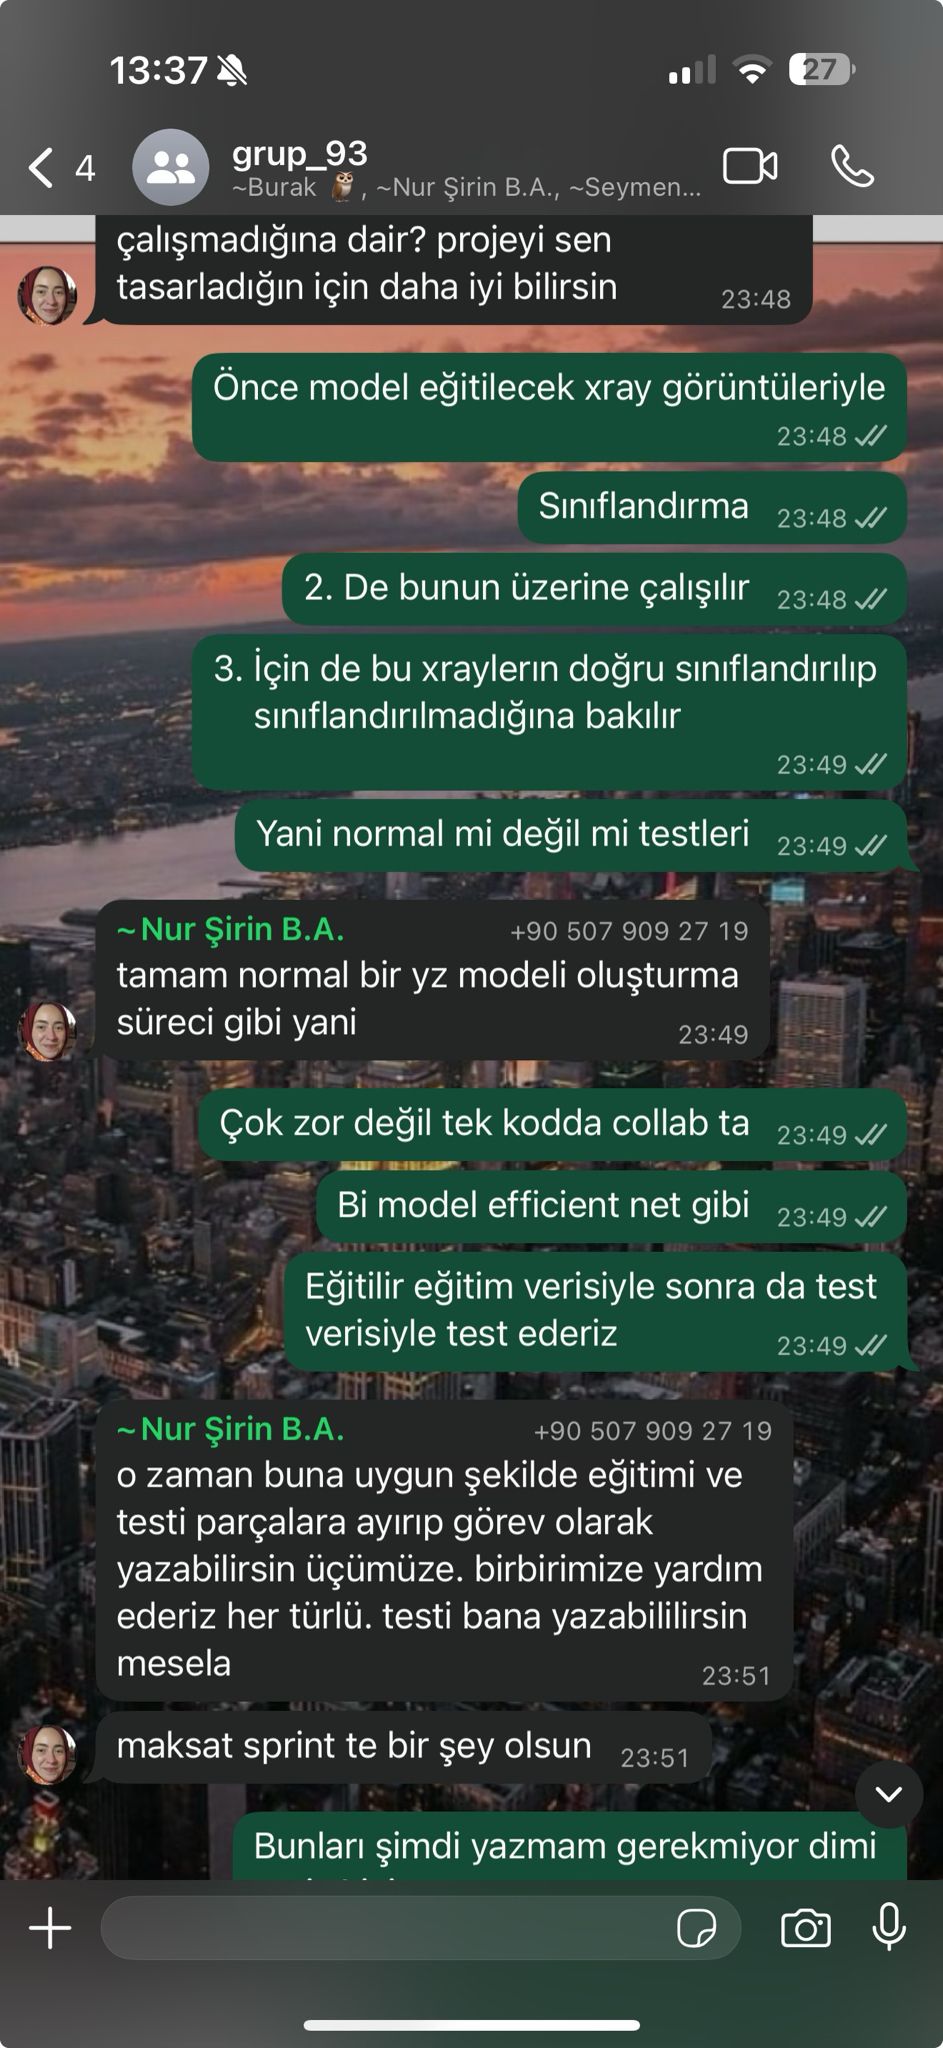 13:37
27
4
grup_93
~Burak 🦉, ~Nur Şirin B.A., ~Seymen...
çalışmadığına dair? projeyi sen
tasarladığın için daha iyi bilirsin
23:48
Önce model eğitilecek xray görüntüleriyle
23:48
Sınıflandırma 23:48
2. De bunun üzerine çalışılır 23:48
3. İçin de bu xraylerın doğru sınıflandırılıp
sınıflandırılmadığına bakılır
23:49
Yani normal mi değil mi testleri 23:49
~Nur Şirin B.A. +90 507 909 27 19
tamam normal bir yz modeli oluşturma
süreci gibi yani
23:49
Çok zor değil tek kodda collab ta 23:49
Bi model efficient net gibi 23:49
Eğitilir eğitim verisiyle sonra da test
verisiyle test ederiz
23:49
~Nur Şirin B.A. +90 507 909 27 19
o zaman buna uygun şekilde eğitimi ve
testi parçalara ayırıp görev olarak
yazabilirsin üçümüze. birbirimize yardım
ederiz her türlü. testi bana yazabililirsin
mesela
23:51
maksat sprint te bir şey olsun 23:51
Bunları şimdi yazmam gerekmiyor dimi